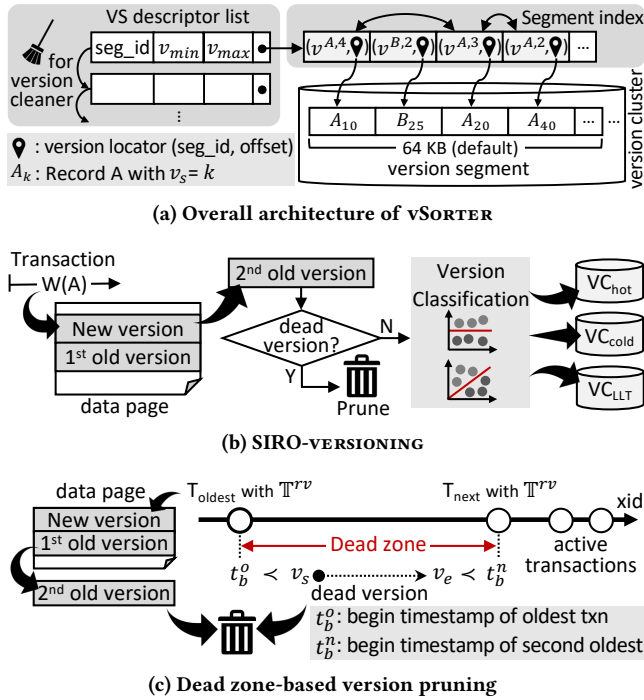 VS descriptor list
for version cleaner
seg_id v_min v_max
Segment index
(v^{A,4}, ) (v^{B,2}, ) (v^{A,3}, ) (v^{A,2}, ) ...
A_10 B_25 A_20 A_40 ... ...
64 KB (default)
version segment
version cluster
: version locator (seg_id, offset)
A_k : Record A with v_s = k
(a) Overall architecture of vSorter
Transaction
W(A)
New version
1st old version
data page
2nd old version
dead version?
N
Y
Prune
Version Classification
VC_hot
VC_cold
VC_LLT
(b) SIRO-versioning
data page
New version
1st old version
2nd old version
T_oldest with 𝕋^{rv}
T_next with 𝕋^{rv}
xid
Dead zone
active transactions
t_b^o ≺ v_s
v_e ≺ t_b^n
dead version
t_b^o: begin timestamp of oldest txn
t_b^n: begin timestamp of second oldest
(c) Dead zone-based version pruning